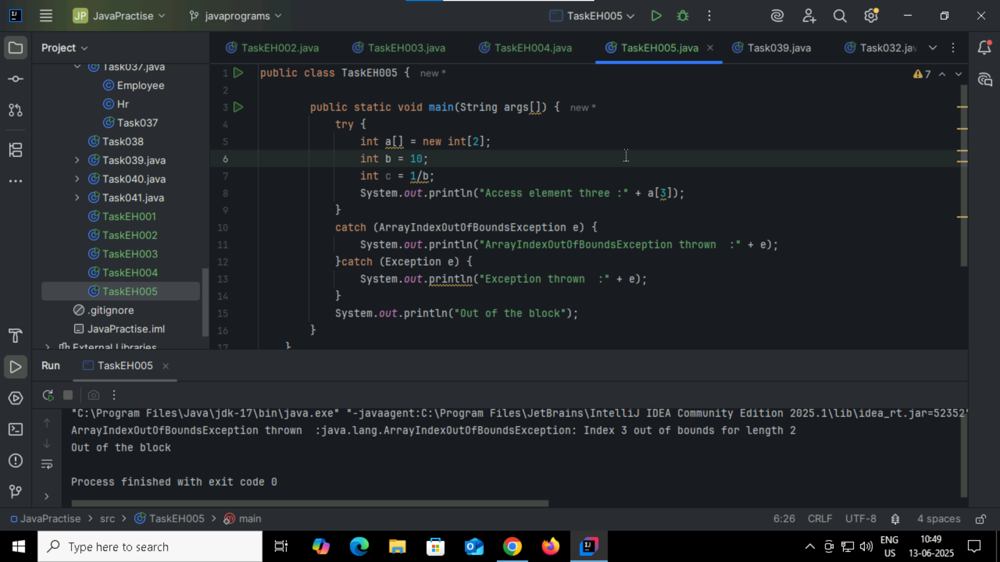 JP JavaPractise javaprograms TaskEH005
Project TaskEH002.java TaskEH003.java TaskEH004.java TaskEH005.java Task039.java Task032.jav
Task037.java
Employee
Hr
Task037
Task038
Task039.java
Task040.java
Task041.java
TaskEH001
TaskEH002
TaskEH003
TaskEH004
TaskEH005
.gitignore
JavaPractise.iml
External Libraries
7
1 public class TaskEH005 { new *
2
3 public static void main(String args[]) { new *
4 try {
5 int a[] = new int[2];
6 int b = 10;
7 int c = 1/b;
8 System.out.println("Access element three :" + a[3]);
9 }
10 catch (ArrayIndexOutOfBoundsException e) {
11 System.out.println("ArrayIndexOutOfBoundsException thrown  :" + e);
12 }catch (Exception e) {
13 System.out.println("Exception thrown  :" + e);
14 }
15 System.out.println("Out of the block");
16 }
17 }
Run TaskEH005
"C:\Program Files\Java\jdk-17\bin\java.exe" "-javaagent:C:\Program Files\JetBrains\IntelliJ IDEA Community Edition 2025.1\lib\idea_rt.jar=52352"
ArrayIndexOutOfBoundsException thrown  :java.lang.ArrayIndexOutOfBoundsException: Index 3 out of bounds for length 2
Out of the block
Process finished with exit code 0
JavaPractise > src > TaskEH005 > main 6:26 CRLF UTF-8 4 spaces
Type here to search
ENG
US
10:49
13-06-2025